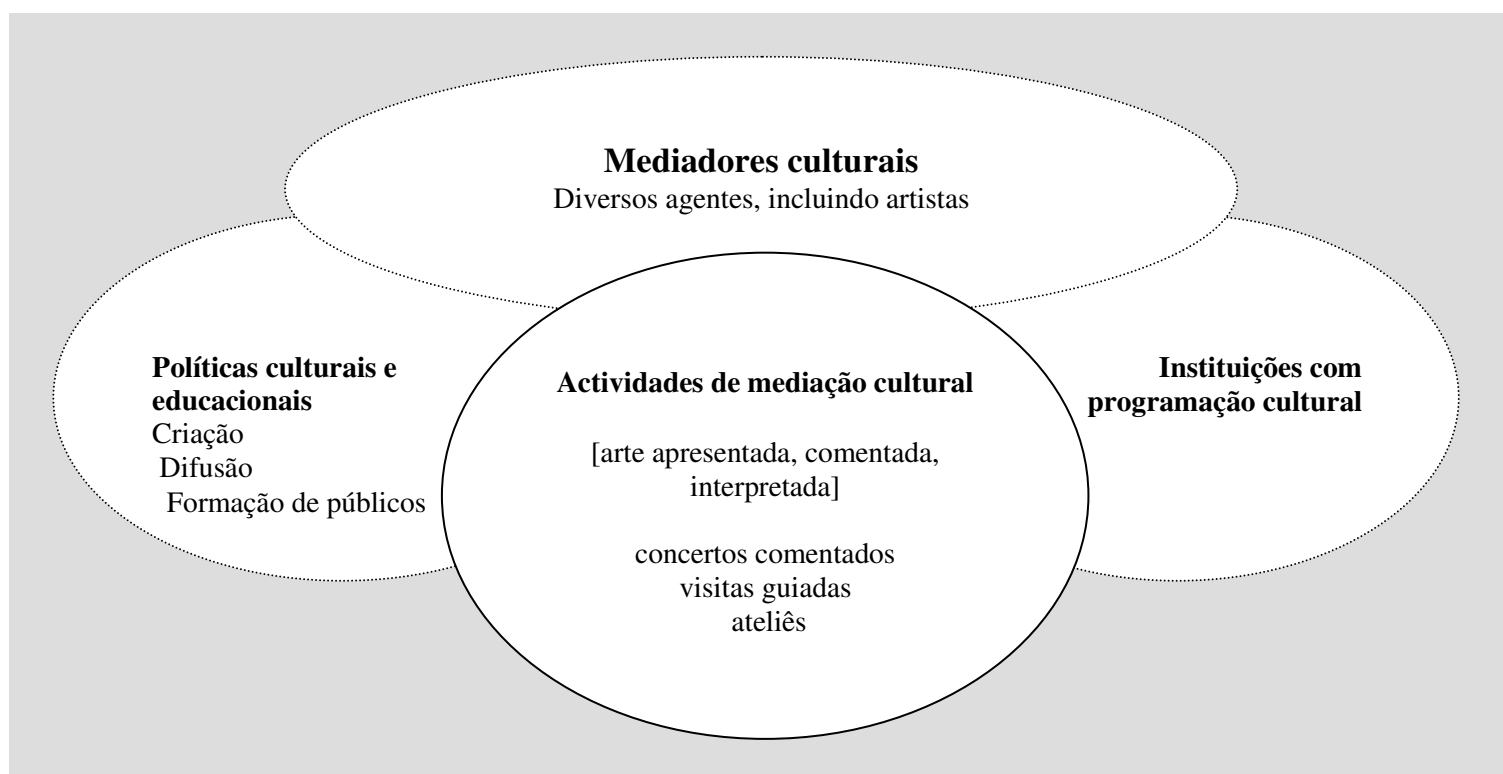 Mediadores culturais
Diversos agentes, incluindo artistas
Políticas culturais e
educacionais
Criação
Difusão
Formação de públicos
Actividades de mediação cultural
[arte apresentada, comentada,
interpretada]
concertos comentados
visitas guiadas
ateliês
Instituições com
programação cultural